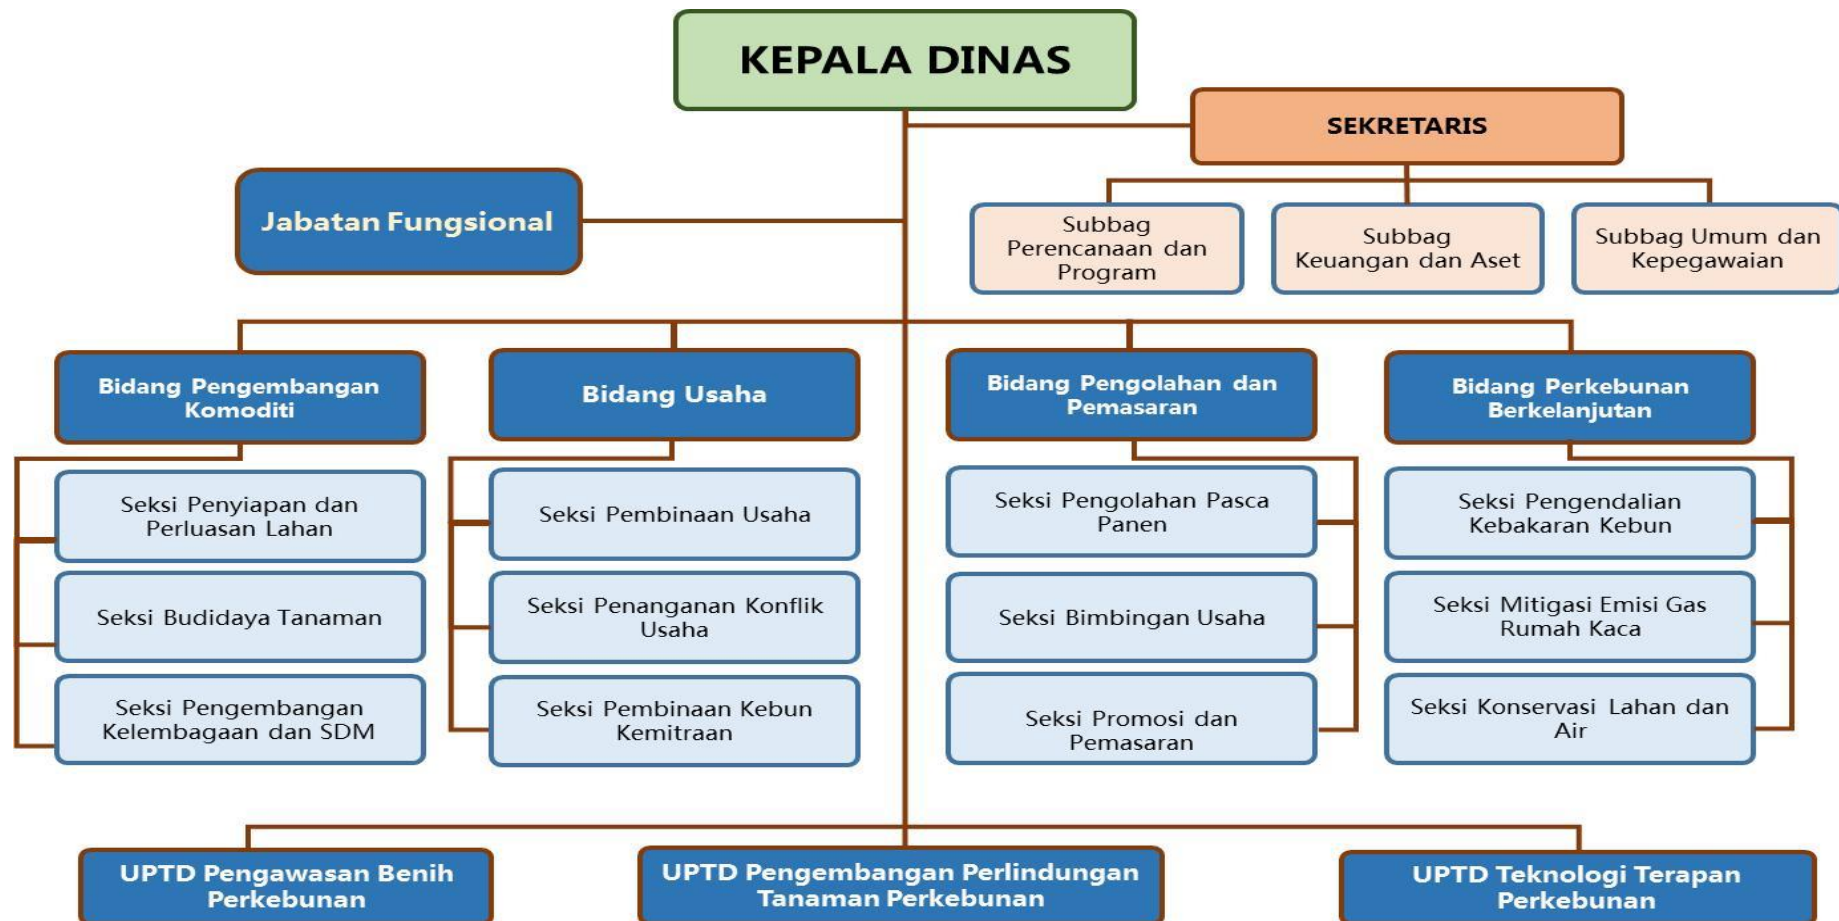 KEPALA DINAS
SEKRETARIS
Jabatan Fungsional
Subbag
Perencanaan dan
Program
Subbag
Keuangan dan Aset
Subbag Umum dan
Kepegawaian
Bidang Pengembangan
Komoditi
Bidang Usaha
Bidang Pengolahan dan
Pemasaran
Bidang Perkebunan
Berkelanjutan
Seksi Penyiapan dan
Perluasan Lahan
Seksi Budidaya Tanaman
Seksi Pengembangan
Kelembagaan dan SDM
Seksi Pembinaan Usaha
Seksi Penanganan Konflik
Usaha
Seksi Pembinaan Kebun
Kemitraan
Seksi Pengolahan Pasca
Panen
Seksi Bimbingan Usaha
Seksi Promosi dan
Pemasaran
Seksi Pengendalian
Kebakaran Kebun
Seksi Mitigasi Emisi Gas
Rumah Kaca
Seksi Konservasi Lahan dan
Air
UPTD Pengawasan Benih
Perkebunan
UPTD Pengembangan Perlindungan
Tanaman Perkebunan
UPTD Teknologi Terapan
Perkebunan